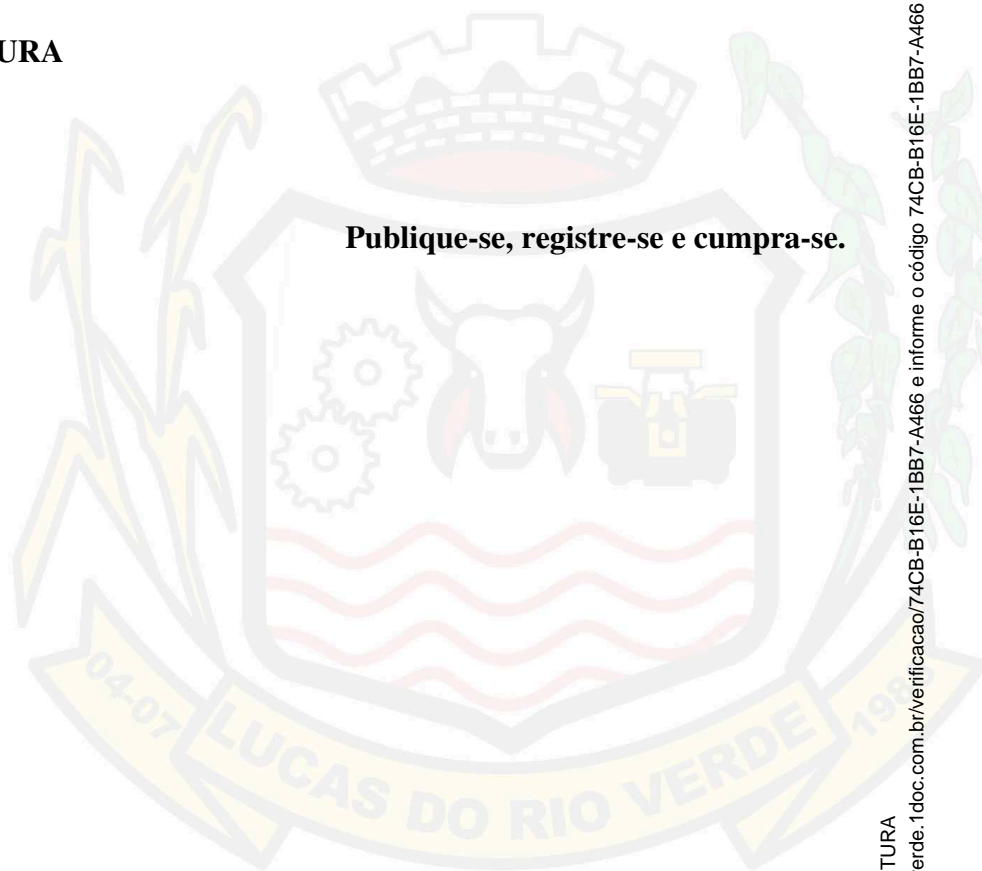 URA
Publique-se, registre-se e cumpra-se.
04-07
LUCAS DO RIO VERDE
1988
TURA
erde.1doc.com.br/verificacao/74CB-B16E-1BB7-A466 e informe o código 74CB-B16E-1BB7-A466